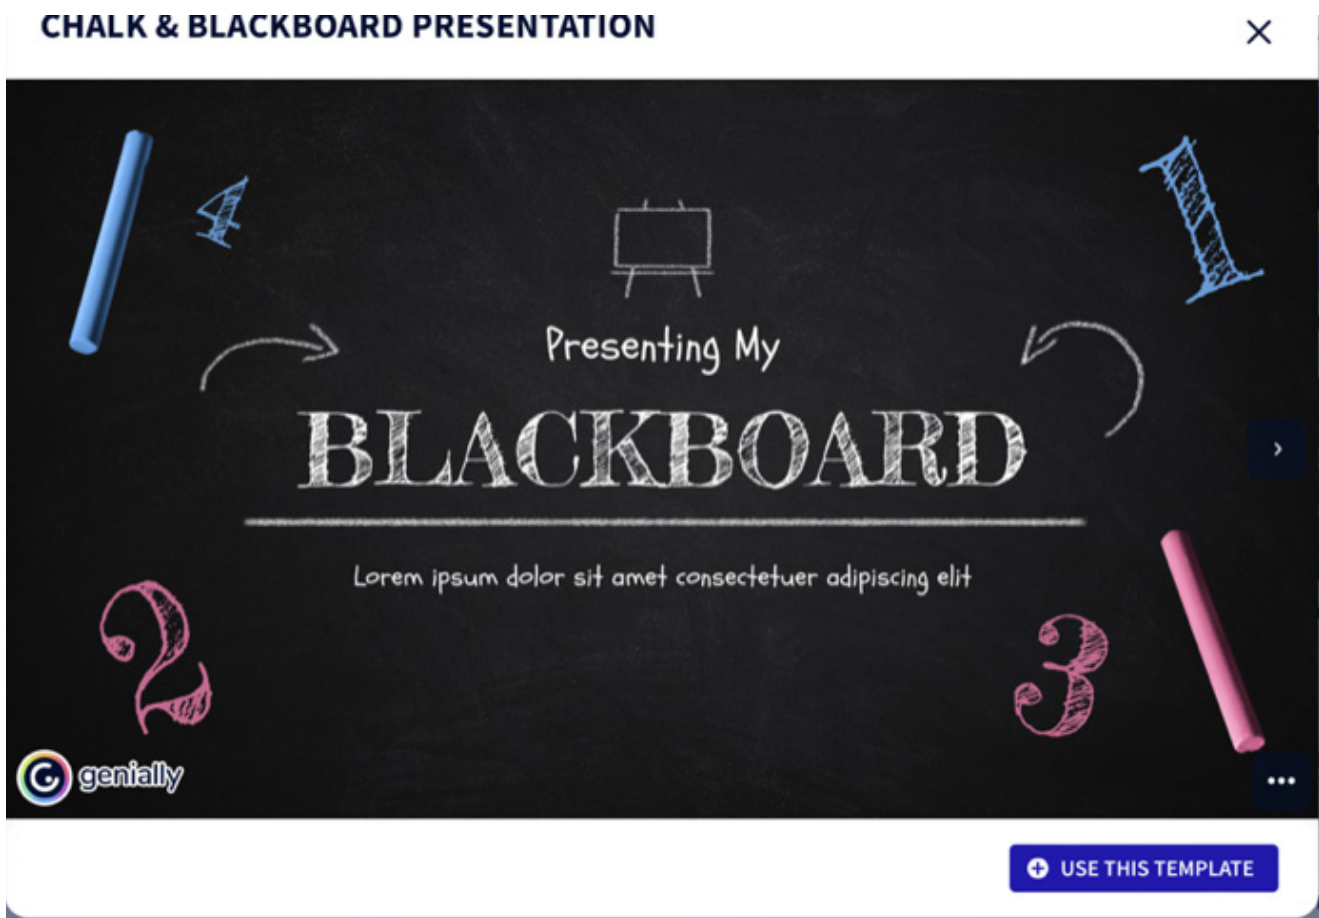 CHALK & BLACKBOARD PRESENTATION
4
1
Presenting My
BLACKBOARD
Lorem ipsum dolor sit amet consectetuer adipiscing elit
2
3
genially
USE THIS TEMPLATE